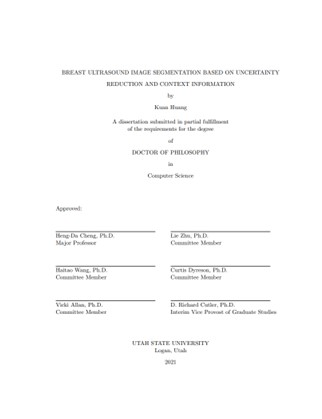 BREAST ULTRASOUND IMAGE SEGMENTATION BASED ON UNCERTAINTY
REDUCTION AND CONTEXT INFORMATION
by
Kuan Huang
A dissertation submitted in partial fulfillment
of the requirements for the degree
of
DOCTOR OF PHILOSOPHY
in
Computer Science
Approved:
Heng-Da Cheng, Ph.D.
Major Professor
Lie Zhu, Ph.D.
Committee Member
Haitao Wang, Ph.D.
Committee Member
Curtis Dyreson, Ph.D.
Committee Member
Vicki Allan, Ph.D.
Committee Member
D. Richard Cutler, Ph.D.
Interim Vice Provost of Graduate Studies
UTAH STATE UNIVERSITY
Logan, Utah
2021